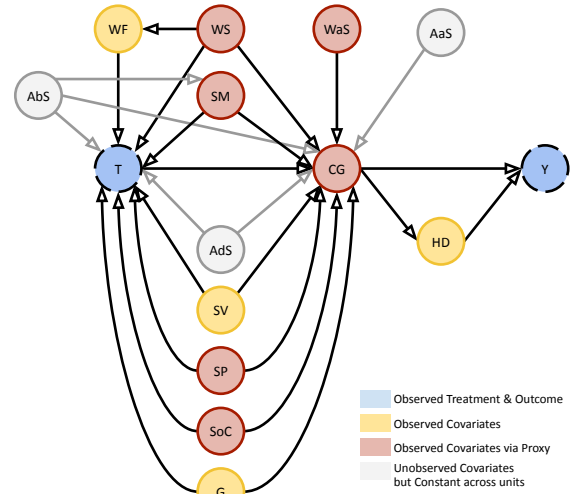 WF
WS
WaS
AaS
AbS
SM
T
CG
Y
AdS
HD
SV
SP
SoC
G
Observed Treatment & Outcome
Observed Covariates
Observed Covariates via Proxy
Unobserved Covariates
but Constant across units